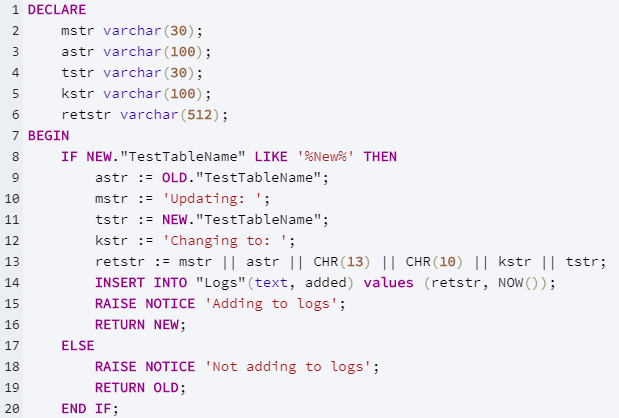 1 DECLARE
2     mstr varchar(30);
3     astr varchar(100);
4     tstr varchar(30);
5     kstr varchar(100);
6     retstr varchar(512);
7 BEGIN
8     IF NEW."TestTableName" LIKE '%New%' THEN
9         astr := OLD."TestTableName";
10         mstr := 'Updating: ';
11         tstr := NEW."TestTableName";
12         kstr := 'Changing to: ';
13         retstr := mstr || astr || CHR(13) || CHR(10) || kstr || tstr;
14         INSERT INTO "Logs"(text, added) values (retstr, NOW());
15         RAISE NOTICE 'Adding to logs';
16         RETURN NEW;
17     ELSE
18         RAISE NOTICE 'Not adding to logs';
19         RETURN OLD;
20     END IF;